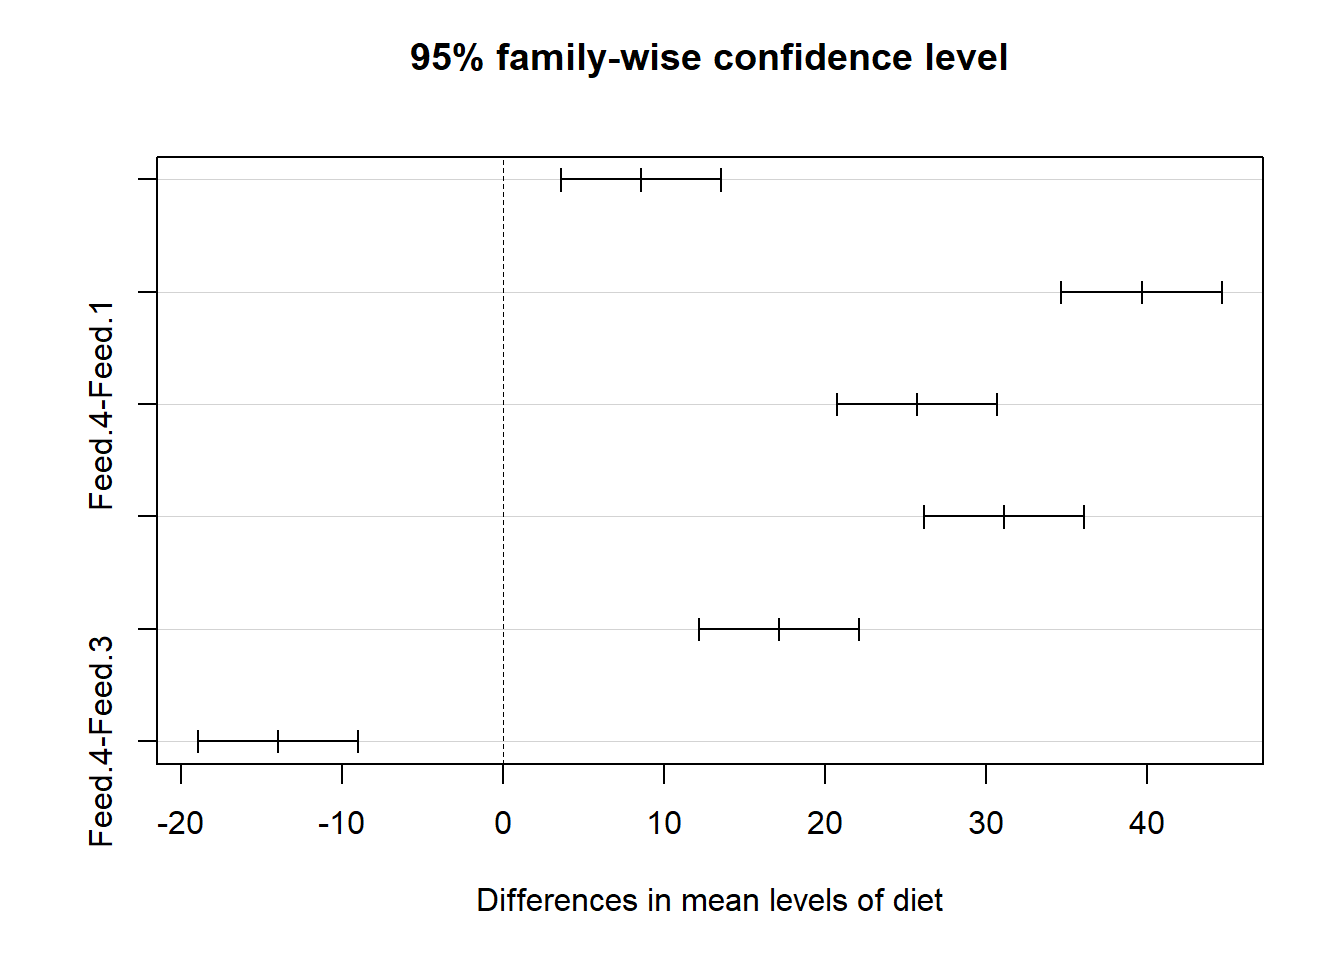 95% family-wise confidence level
Feed.4-Feed.1
Feed.4-Feed.3
-20 -10 0 10 20 30 40
Differences in mean levels of diet